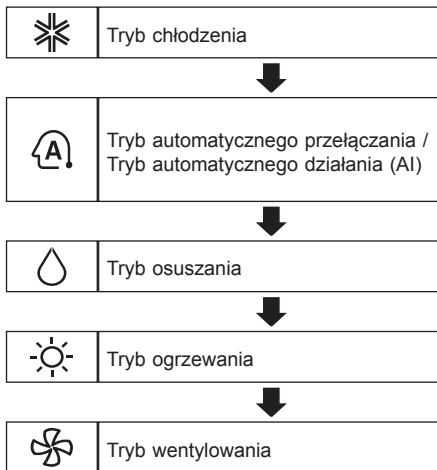 Tryb chłodzenia
A
Tryb automatycznego przełączania /
Tryb automatycznego działania (AI)
Tryb osuszania
Tryb ogrzewania
Tryb wentylowania